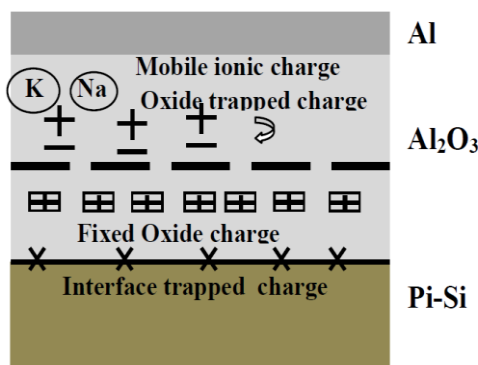 Al
Mobile ionic charge
K Na
Oxide trapped charge
Al₂O₃
Fixed Oxide charge
Interface trapped charge
Pi-Si